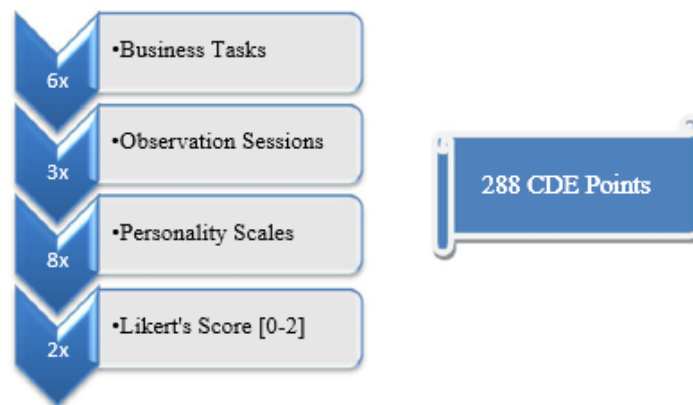 6x
•Business Tasks
3x
•Observation Sessions
8x
•Personality Scales
2x
•Likert's Score [0-2]
288 CDE Points